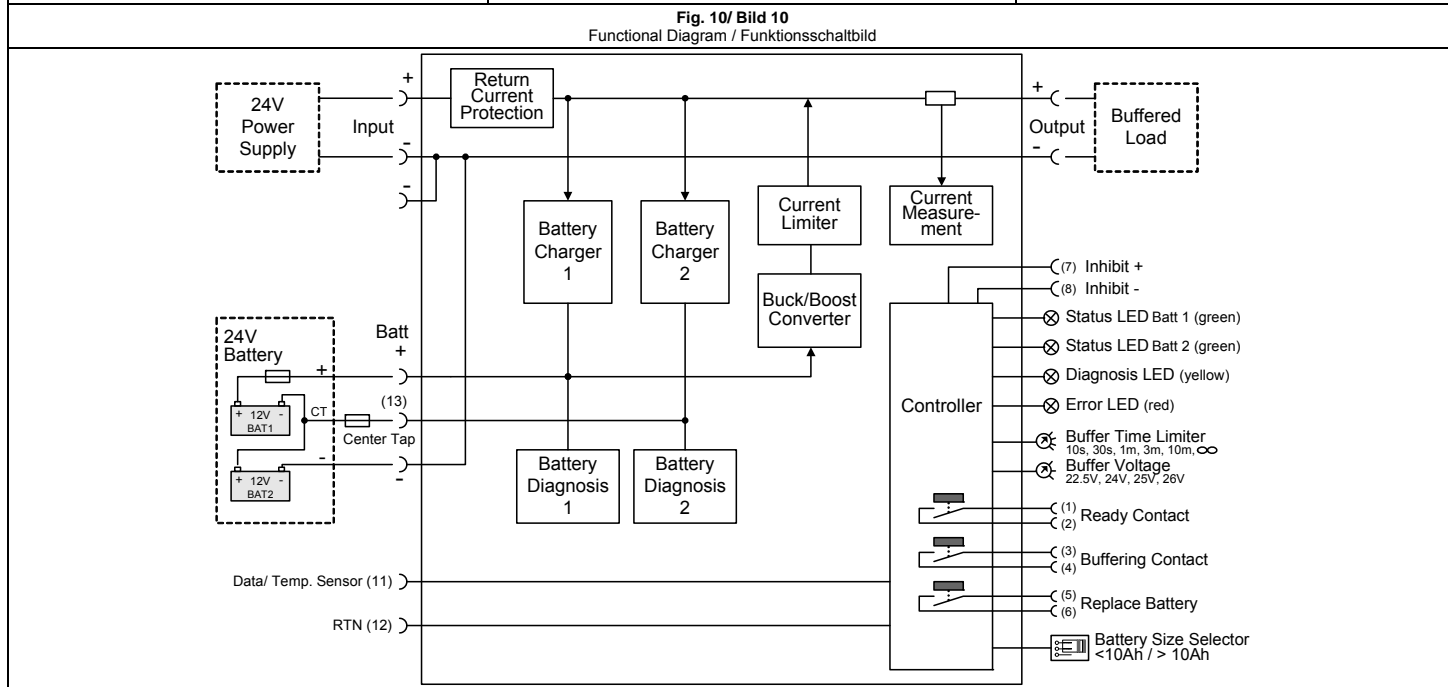 Fig. 10/ Bild 10
Functional Diagram / Funktionsschaltbild
24V
Power
Supply
+
Input
-
-
Return
Current
Protection
+
Output
-
Buffered
Load
Battery
Charger
1
Battery
Charger
2
Current
Limiter
Current
Measure-
ment
Buck/Boost
Converter
24V
Battery
+
+ 12V -
BAT1
CT
-
+ 12V -
BAT2
Batt
+
(13)
Center Tap
-
Battery
Diagnosis
1
Battery
Diagnosis
2
Controller
(7) Inhibit +
(8) Inhibit -
Status LED Batt 1 (green)
Status LED Batt 2 (green)
Diagnosis LED (yellow)
Error LED (red)
Buffer Time Limiter
10s, 30s, 1m, 3m, 10m, ∞
Buffer Voltage
22.5V, 24V, 25V, 26V
(1)
(2)
Ready Contact
(3)
(4)
Buffering Contact
(5)
(6)
Replace Battery
Battery Size Selector
<10Ah / > 10Ah
Data/ Temp. Sensor (11)
RTN (12)